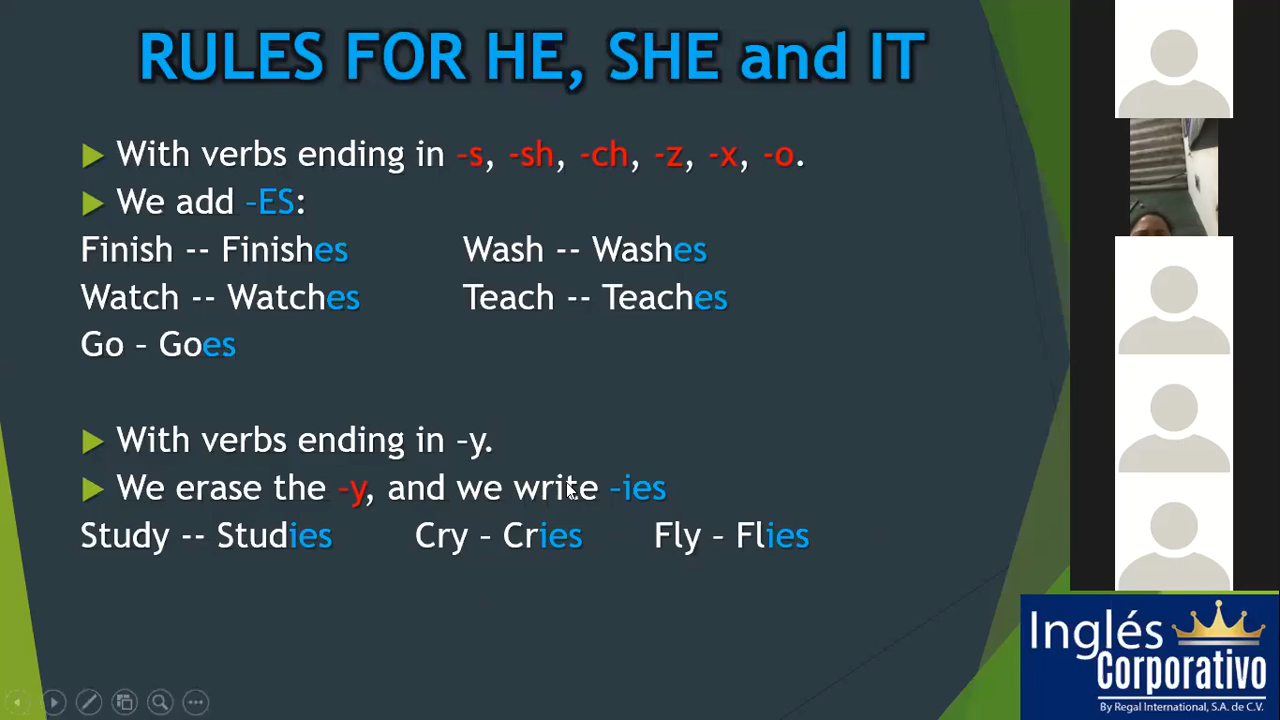 RULES FOR HE, SHE and IT
With verbs ending in -s, -sh, -ch, -z, -x, -o.
We add –ES:
Finish -- Finishes Wash -- Washes
Watch -- Watches Teach -- Teaches
Go – Goes
With verbs ending in –y.
We erase the –y, and we write –ies
Study -- Studies Cry – Cries Fly – Flies
Inglés
Corporativo
By Regal International, S.A. de C.V.